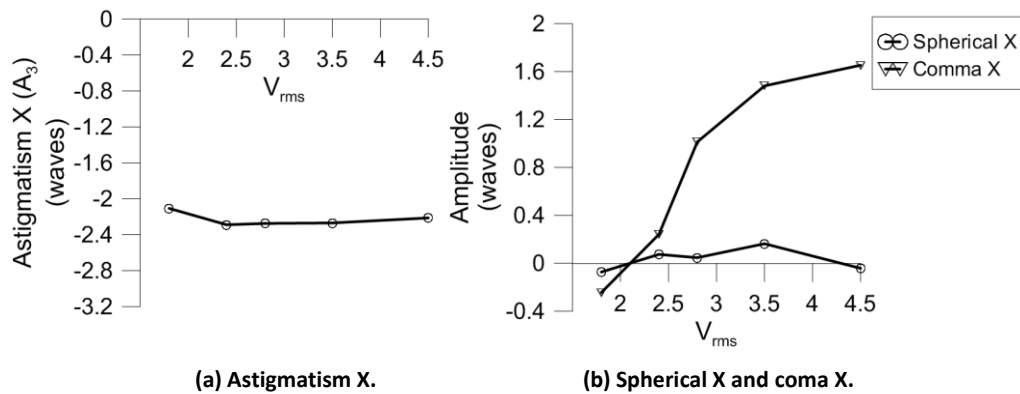 0
-0.4
-0.8
-1.2
-1.6
-2
-2.4
-2.8
-3.2
2 2.5 3 3.5 4 4.5
Vrms
Astigmatism X (A3)
(waves)
(a) Astigmatism X.
2
1.6
1.2
0.8
0.4
0
-0.4
2 2.5 3 3.5 4 4.5
Vrms
Amplitude
(waves)
Spherical X
Comma X
(b) Spherical X and coma X.